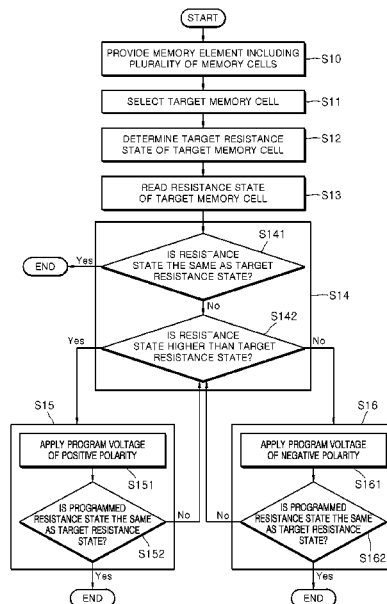 START
PROVIDE MEMORY ELEMENT INCLUDING
PLURALITY OF MEMORY CELLS
S10
SELECT TARGET MEMORY CELL
S11
DETERMINE TARGET RESISTANCE
STATE OF TARGET MEMORY CELL
S12
READ RESISTANCE STATE
OF TARGET MEMORY CELL
S13
S141
END
Yes
IS RESISTANCE
STATE THE SAME AS TARGET
RESISTANCE STATE?
S14
No
S142
Yes
IS RESISTANCE
STATE HIGHER THAN TARGET
RESISTANCE STATE?
No
S15
APPLY PROGRAM VOLTAGE
OF POSITIVE POLARITY
S151
IS PROGRAMMED
RESISTANCE STATE THE SAME
AS TARGET RESISTANCE
STATE?
No
S152
Yes
END
S16
APPLY PROGRAM VOLTAGE
OF NEGATIVE POLARITY
S161
No
IS PROGRAMMED
RESISTANCE STATE THE SAME
AS TARGET RESISTANCE
STATE?
S162
Yes
END